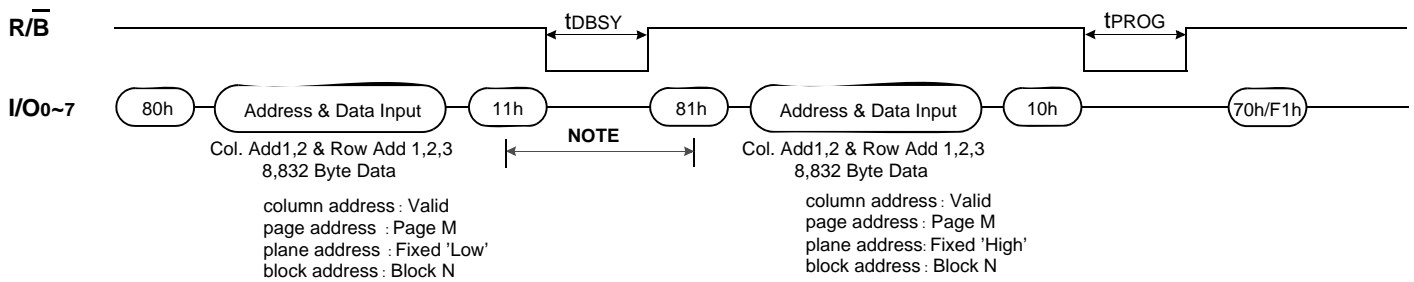 tDBSY
tPROG
R/B
I/O0~7
80h
Address & Data Input
11h
81h
Address & Data Input
10h
70h/F1h
NOTE
Col. Add1,2 & Row Add 1,2,3
8,832 Byte Data
column address : Valid
page address : Page M
plane address : Fixed 'Low'
block address : Block N
Col. Add1,2 & Row Add 1,2,3
8,832 Byte Data
column address : Valid
page address : Page M
plane address: Fixed 'High'
block address : Block N